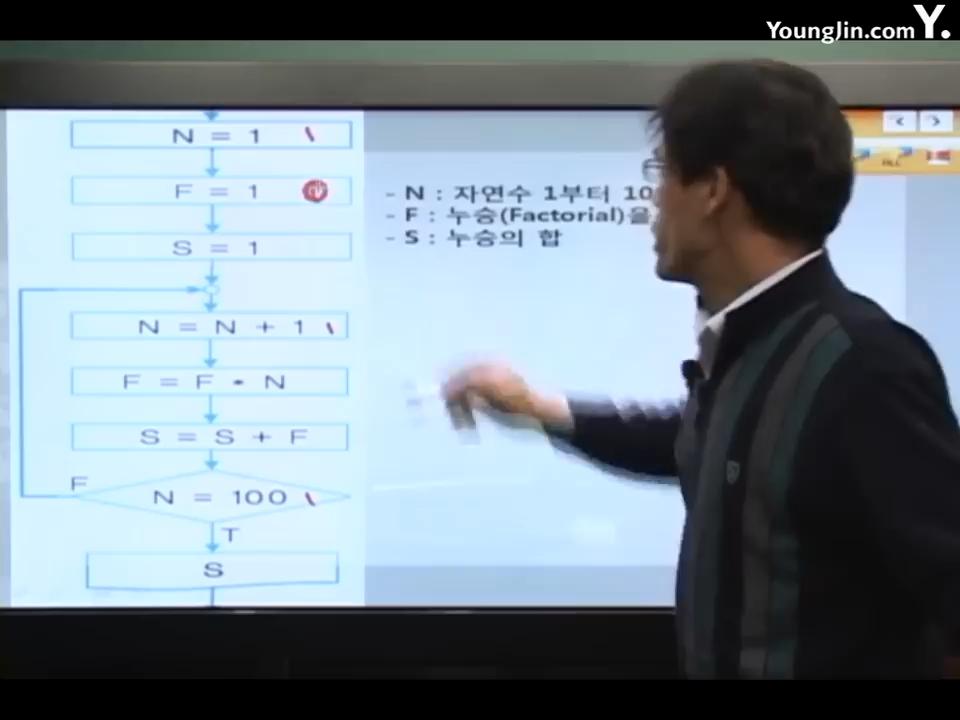 YoungJin.com Y.
N = 1
F = 1
S = 1
N = N + 1
F = F * N
S = S + F
F
N = 100
T
S
- N : 자연수 1부터 10
- F : 누승(Factorial)을
- S : 누승의 합